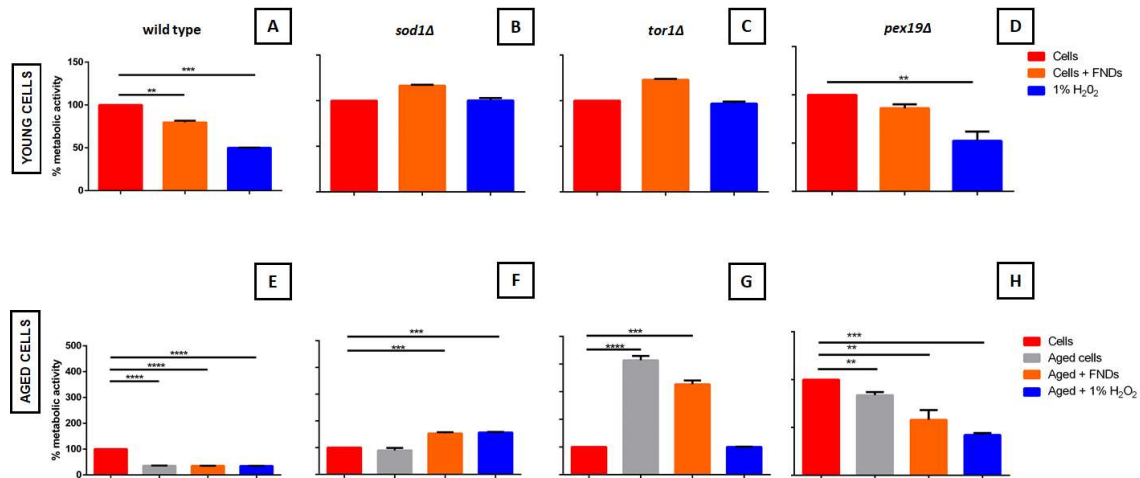 wild type
A
sod1Δ
B
tor1Δ
C
pex19Δ
D
YOUNG CELLS
% metabolic activity
150
100
50
0
***
**
**
Cells
Cells + FNDs
1% H₂0₂
E
F
G
H
AGED CELLS
% metabolic activity
500
400
300
200
100
0
****
****
****
***
***
***
****
***
**
**
Cells
Aged cells
Aged + FNDs
Aged + 1% H₂O₂